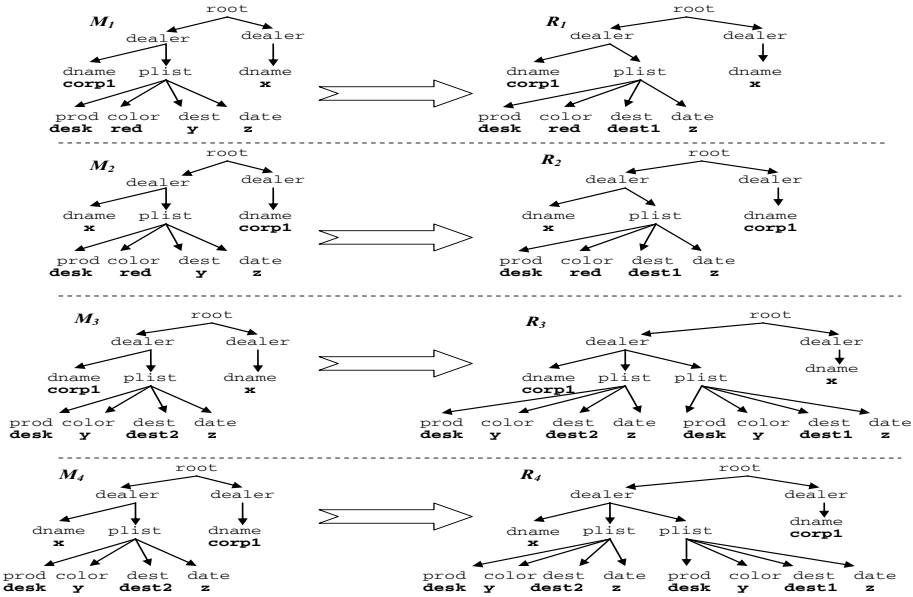 M1 root R1 root
dealer dealer dealer dealer
dname plist dname dname plist dname
corp1 x corp1 x
prod color dest date prod color dest date
desk red y z desk red dest1 z
M2 root R2 root
dealer dealer dealer dealer
dname plist dname dname plist dname
x corp1 x corp1
prod color dest date prod color dest date
desk red y z desk red dest1 z
M3 root R3 root
dealer dealer dealer dealer
dname plist dname dname plist plist dname
corp1 x corp1 x
prod color dest date prod color dest date prod color dest date
desk y dest2 z desk y dest2 z desk y dest1 z
M4 root R4 root
dealer dealer dealer dealer
dname plist dname dname plist plist dname
x corp1 x corp1
prod color dest date prod color dest date prod color dest date
desk y dest2 z desk y dest2 z desk y dest1 z